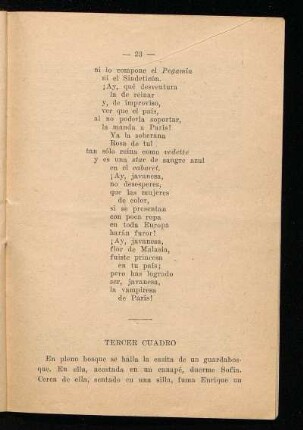 — 23 —
ni lo compone el Pegamín
ni el Sindeticón.
¡Ay, qué desventura
la de reinar
y, de improviso,
ver que el país,
al no poderla soportar,
la manda a París!
Ya la soberana
Rosa de tul
tan sólo reina como vedette
y es una star de sangre azul
en el cabaret.
¡Ay, javanesa,
no desesperes,
que las mujeres
de color,
si se presentan
con poca ropa
en toda Europa
harán furor!
¡Ay, javanesa,
flor de Malasia,
fuiste princesa
en tu país;
pero has logrado
ser, javanesa,
la vampiresa
de París!
TERCER CUADRO
En pleno bosque se halla la casita de un guardabos-
que. En ella, acostada en un canapé, duerme Sofía.
Cerca de ella, sentado en una silla, fuma Enrique un